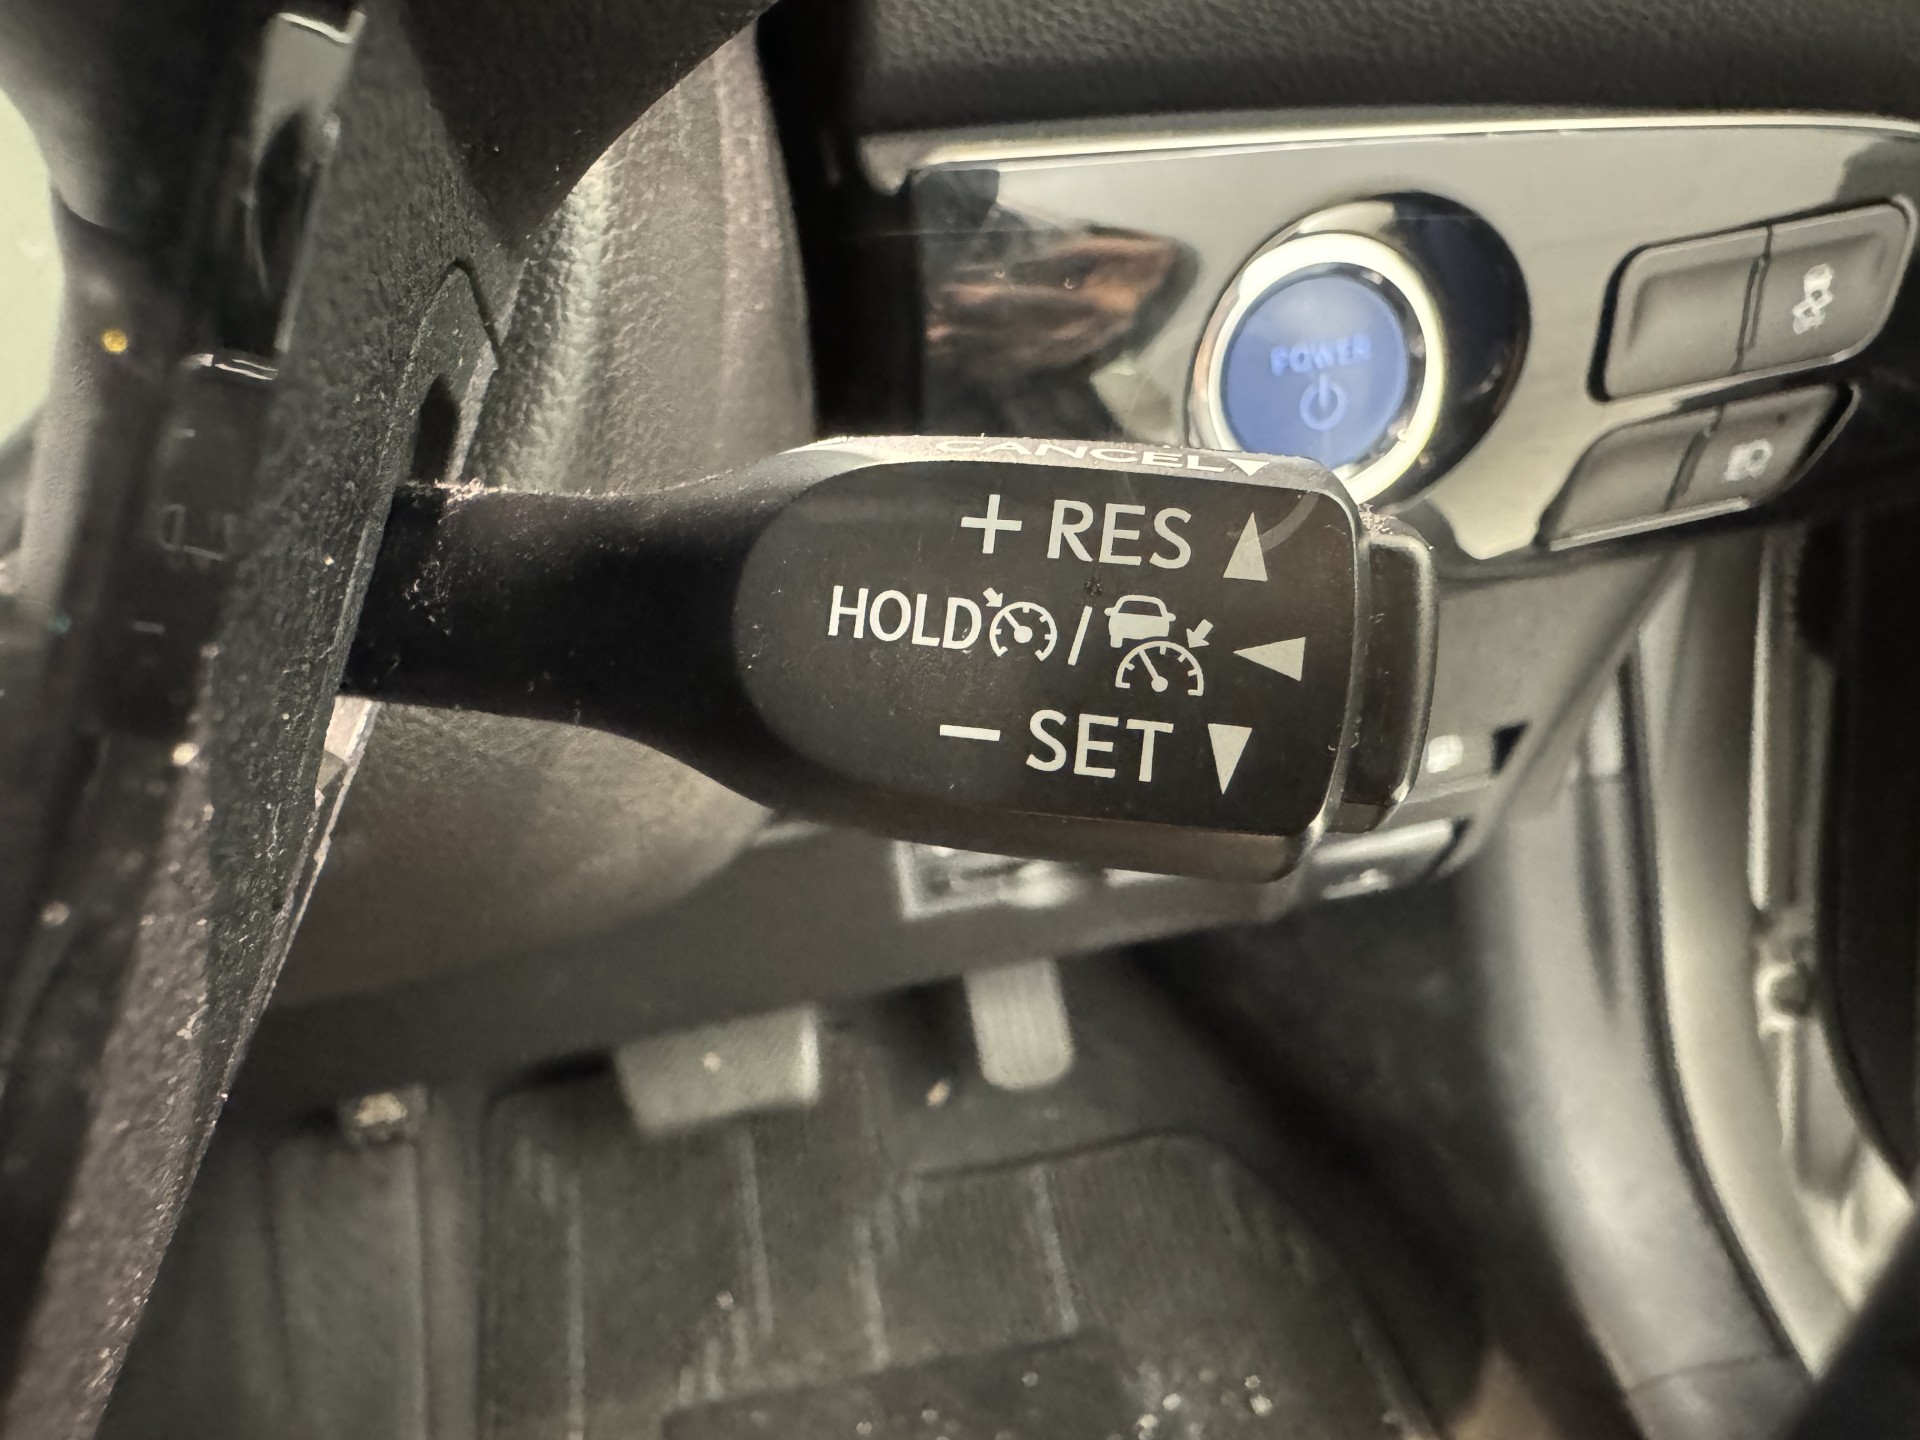 POWER
CANCEL
+ RES
HOLD /
− SET